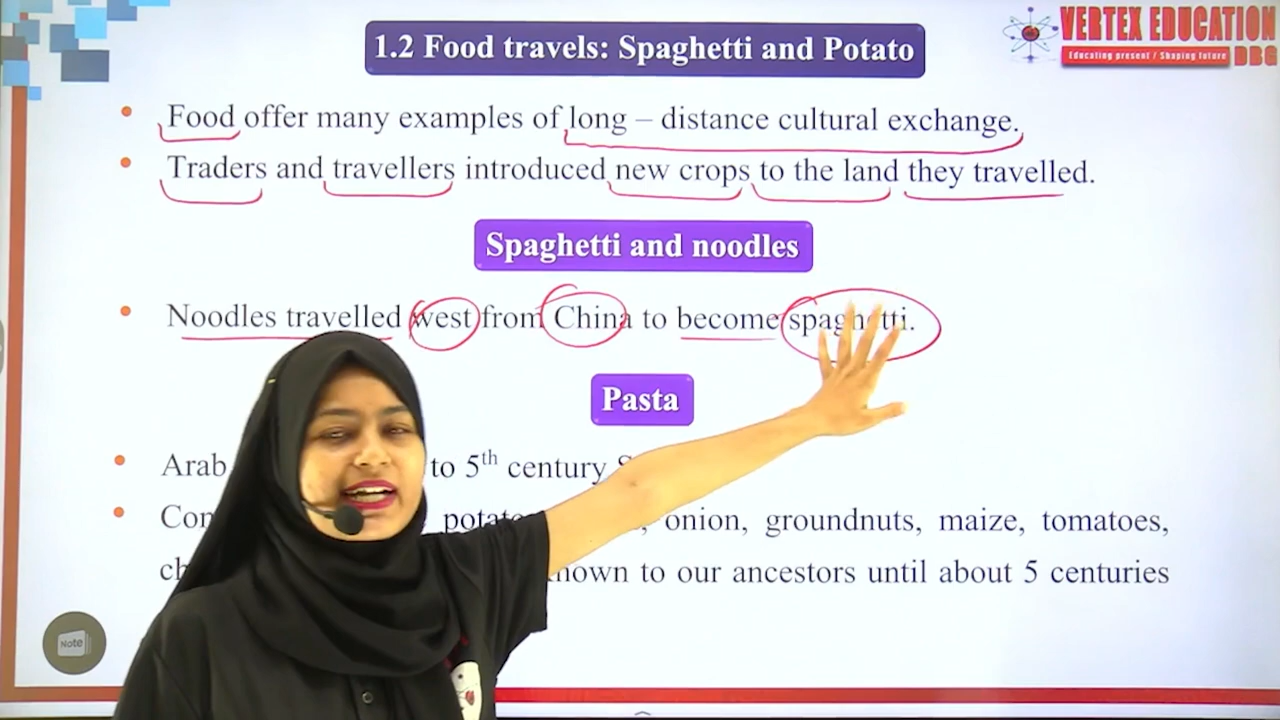 1.2 Food travels: Spaghetti and Potato
VERTEX EDUCATION
Educating present / Shaping future DBG
• Food offer many examples of long – distance cultural exchange.
• Traders and travellers introduced new crops to the land they travelled.
Spaghetti and noodles
• Noodles travelled west from China to become spaghetti.
Pasta
• Arab to 5th century
• onion, groundnuts, maize, tomatoes,
to our ancestors until about 5 centuries
Note